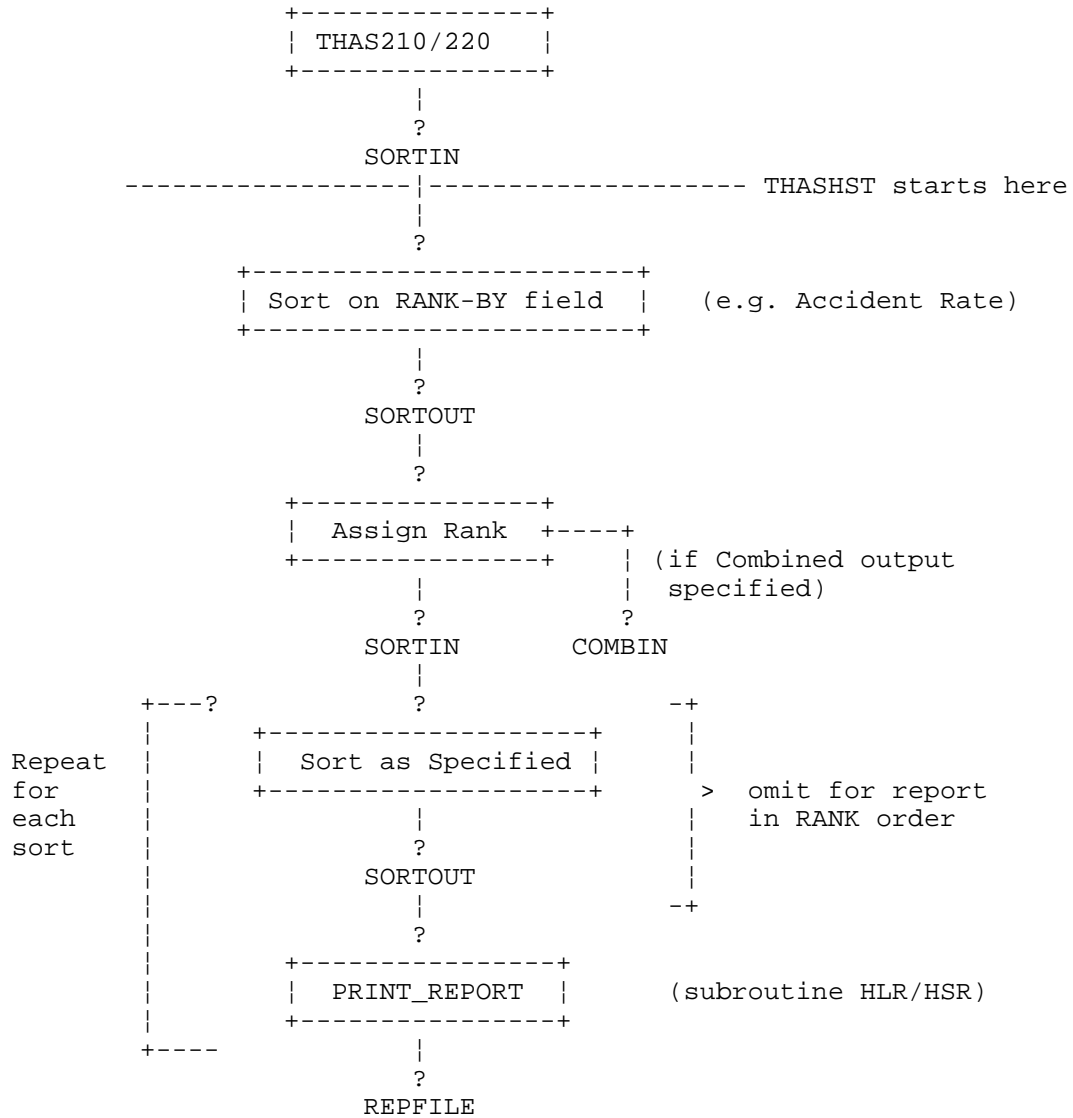 +---------------+
¦ THAS210/220 ¦
+---------------+
¦
?
SORTIN
------------------¦-------------------- THASHST starts here
¦
?
+------------------------+
¦ Sort on RANK-BY field ¦ (e.g. Accident Rate)
+------------------------+
¦
?
SORTOUT
¦
?
+---------------+
¦ Assign Rank +----+
+---------------+ ¦ (if Combined output
¦ ¦ specified)
? ?
SORTIN COMBIN
¦
+---? ? -+
¦ +--------------------+ ¦
Repeat ¦ ¦ Sort as Specified ¦ ¦
for ¦ +--------------------+ > omit for report
each ¦ ¦ ¦ in RANK order
sort ¦ ? ¦
¦ SORTOUT ¦
¦ ¦ -+
¦ ?
¦ +----------------+
¦ ¦ PRINT_REPORT ¦ (subroutine HLR/HSR)
¦ +----------------+
+---- ¦
?
REPFILE